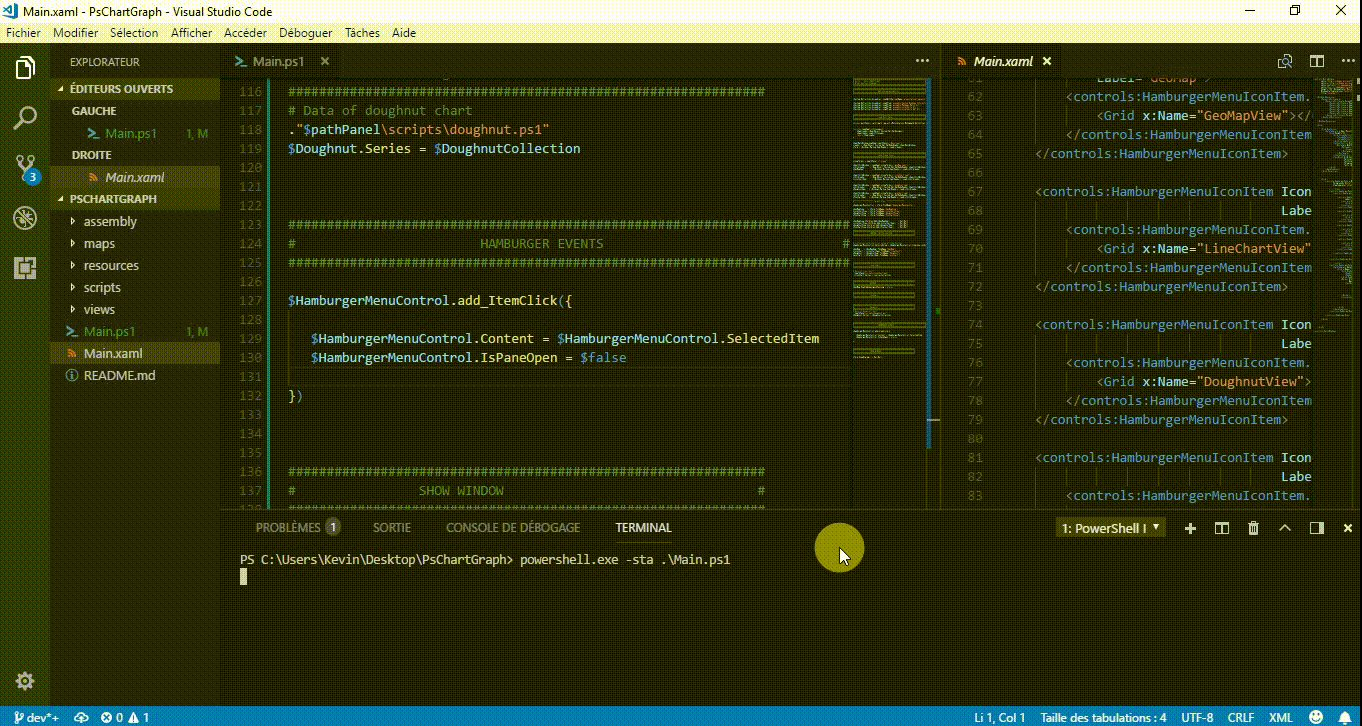 Main.xaml - PsChartGraph - Visual Studio Code
Fichier Modifier Sélection Afficher Accéder Déboguer Tâches Aide
EXPLORATEUR
ÉDITEURS OUVERTS
GAUCHE
Main.ps1 1, M
DROITE
Main.xaml
PSCHARTGRAPH
assembly
maps
resources
scripts
views
Main.ps1 1, M
Main.xaml
README.md
3
Main.ps1
116 ##############################################################
117 # Data of doughnut chart
118 ."$pathPanel\scripts\doughnut.ps1"
119 $Doughnut.Series = $DoughnutCollection
120
121
122
123 #########################################################################
124 # HAMBURGER EVENTS #
125 #########################################################################
126
127 $HamburgerMenuControl.add_ItemClick({
128
129 $HamburgerMenuControl.Content = $HamburgerMenuControl.SelectedItem
130 $HamburgerMenuControl.IsPaneOpen = $false
131
132 })
133
134
135
136 ##############################################################
137 # SHOW WINDOW #
138 ##############################################################
Main.xaml
61 Label="GeoMap">
62 <controls:HamburgerMenuIconItem.
63 <Grid x:Name="GeoMapView"></
64 </controls:HamburgerMenuIconItem
65 </controls:HamburgerMenuIconItem>
66
67 <controls:HamburgerMenuIconItem Icon
68 Labe
69 <controls:HamburgerMenuIconItem.
70 <Grid x:Name="LineChartView"
71 </controls:HamburgerMenuIconItem
72 </controls:HamburgerMenuIconItem>
73
74 <controls:HamburgerMenuIconItem Icon
75 Labe
76 <controls:HamburgerMenuIconItem.
77 <Grid x:Name="DoughnutView">
78 </controls:HamburgerMenuIconItem
79 </controls:HamburgerMenuIconItem>
80
81 <controls:HamburgerMenuIconItem Icon
82 Labe
83 <controls:HamburgerMenuIconItem.
PROBLÈMES 1 SORTIE CONSOLE DE DÉBOGAGE TERMINAL 1: PowerShell I
PS C:\Users\Kevin\Desktop\PsChartGraph> powershell.exe -sta .\Main.ps1
dev*+ 0 1 Li 1, Col 1 Taille des tabulations : 4 UTF-8 CRLF XML